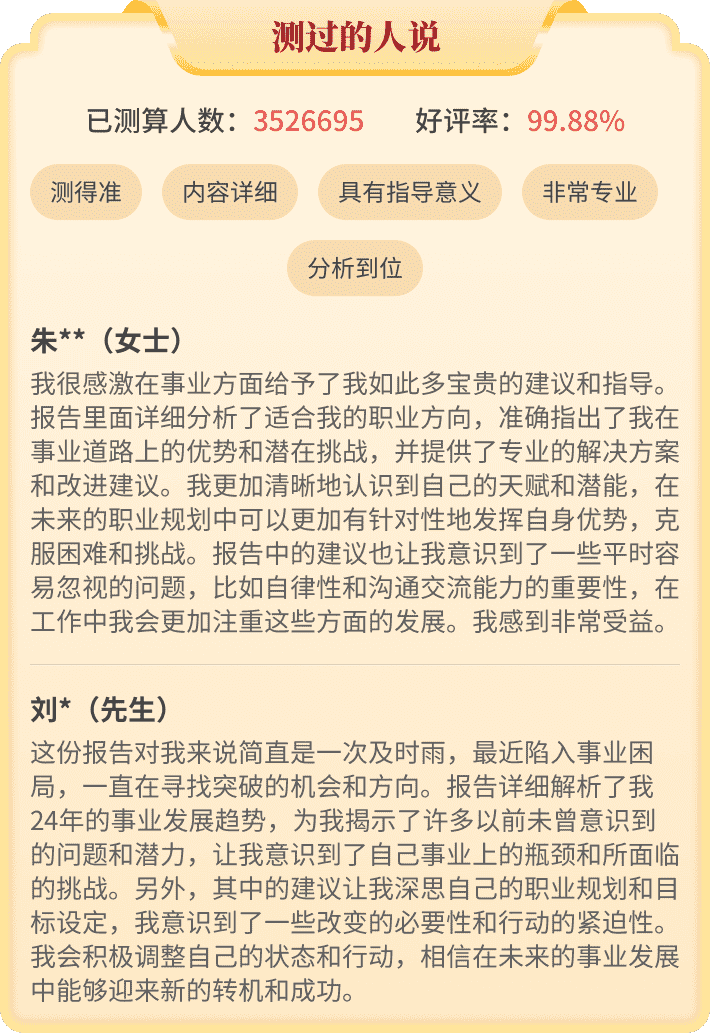 测过的人说
已测算人数：3526695 好评率：99.88%
测得准 内容详细 具有指导意义 非常专业
分析到位
朱**（女士）
我很感激在事业方面给予了我如此多宝贵的建议和指导。
报告里面详细分析了适合我的职业方向，准确指出了我在
事业道路上的优势和潜在挑战，并提供了专业的解决方案
和改进建议。我更加清晰地认识到自己的天赋和潜能，在
未来的职业规划中可以更加有针对性地发挥自身优势，克
服困难和挑战。报告中的建议也让我意识到了一些平时容
易忽视的问题，比如自律性和沟通交流能力的重要性，在
工作中我会更加注重这些方面的发展。我感到非常受益。
刘*（先生）
这份报告对我来说简直是一次及时雨，最近陷入事业困
局，一直在寻找突破的机会和方向。报告详细解析了我
24年的事业发展趋势，为我揭示了许多以前未曾意识到
的问题和潜力，让我意识到了自己事业上的瓶颈和所面临
的挑战。另外，其中的建议让我深思自己的职业规划和目
标设定，我意识到了一些改变的必要性和行动的紧迫性。
我会积极调整自己的状态和行动，相信在未来的事业发展
中能够迎来新的转机和成功。